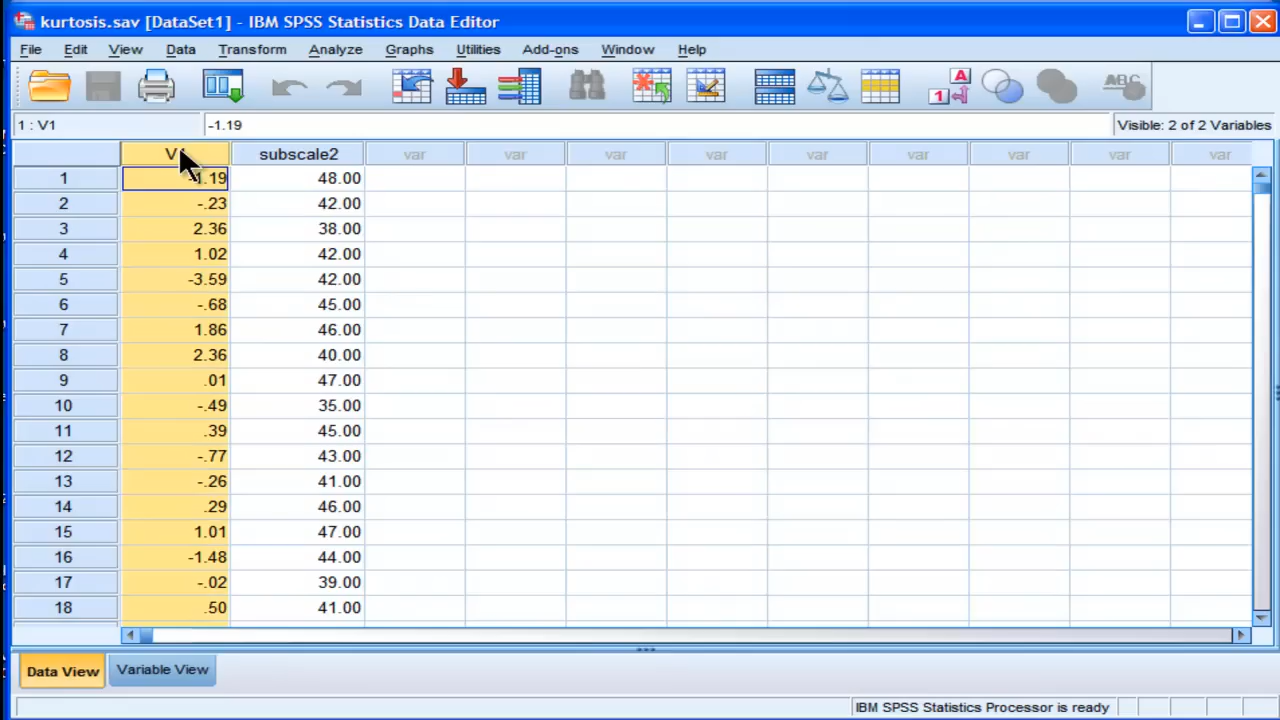 kurtosis.sav [DataSet1] - IBM SPSS Statistics Data Editor
File Edit View Data Transform Analyze Graphs Utilities Add-ons Window Help
A
1
ABC
1 : V1 -1.19 Visible: 2 of 2 Variables
subscale2 var var var var var var var var var
1 48.00
2 -.23 42.00
3 2.36 38.00
4 1.02 42.00
5 -3.59 42.00
6 -.68 45.00
7 1.86 46.00
8 2.36 40.00
9 .01 47.00
10 -.49 35.00
11 .39 45.00
12 -.77 43.00
13 -.26 41.00
14 .29 46.00
15 1.01 47.00
16 -1.48 44.00
17 -.02 39.00
18 .50 41.00
Data View Variable View
IBM SPSS Statistics Processor is ready